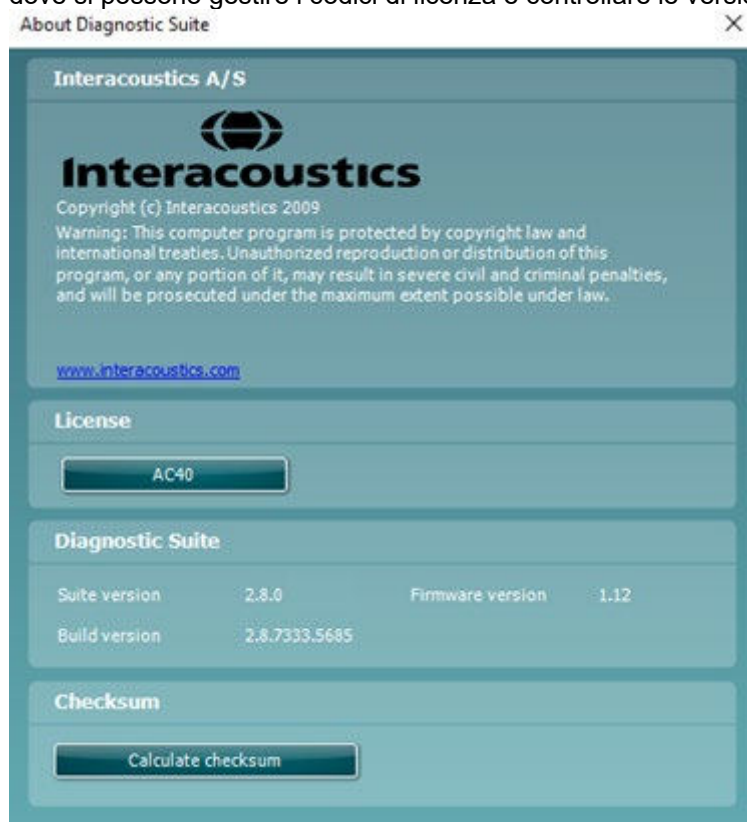 dove si possono gestire i codici di licenza e controllare le versi
About Diagnostic Suite
Interacoustics A/S
Interacoustics
Copyright (c) Interacoustics 2009
Warning: This computer program is protected by copyright law and
international treaties. Unauthorized reproduction or distribution of this
program, or any portion of it, may result in severe civil and criminal penalties,
and will be prosecuted under the maximum extent possible under law.
www.interacoustics.com
License
AC40
Diagnostic Suite
Suite version 2.8.0 Firmware version 1.12
Build version 2.8.7333.5685
Checksum
Calculate checksum